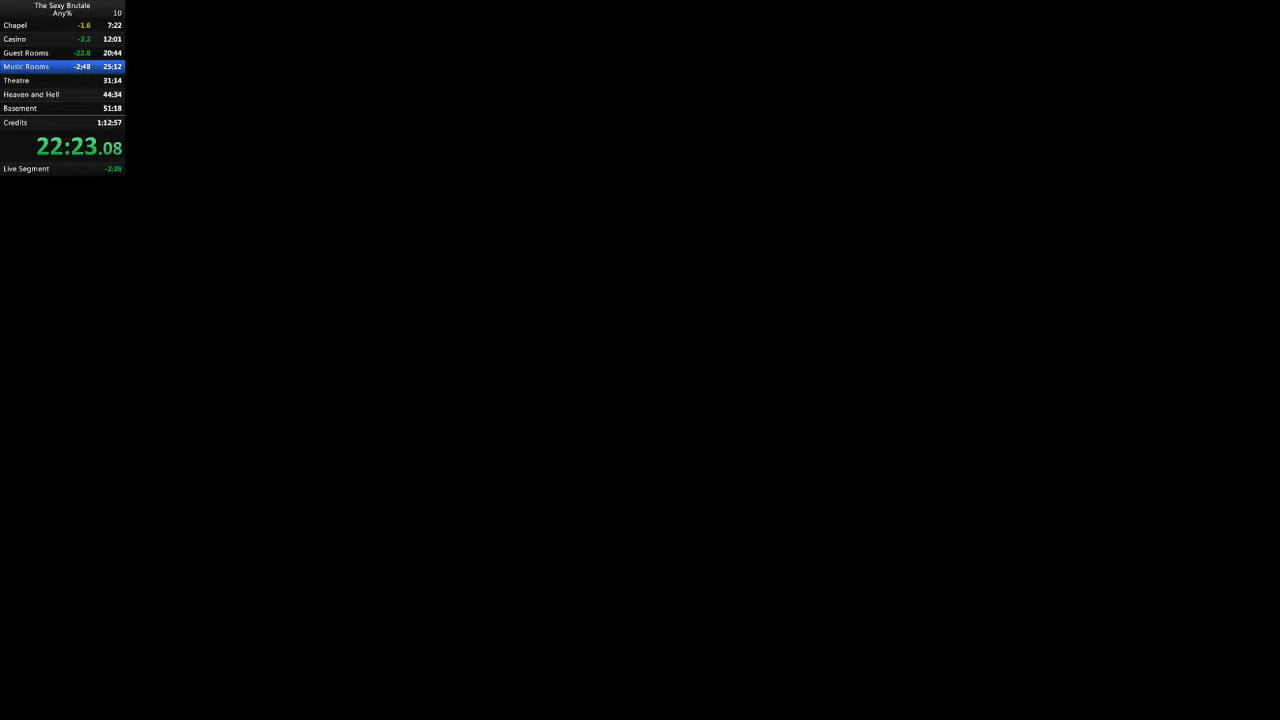 The Sexy Brutale
Any% 10
Chapel -1.6 7:22
Casino -2.2 12:01
Guest Rooms -22.8 20:44
Music Rooms -2:48 25:12
Theatre 31:14
Heaven and Hell 44:34
Basement 51:18
Credits 1:12:57
22:23.08
Live Segment -2:26